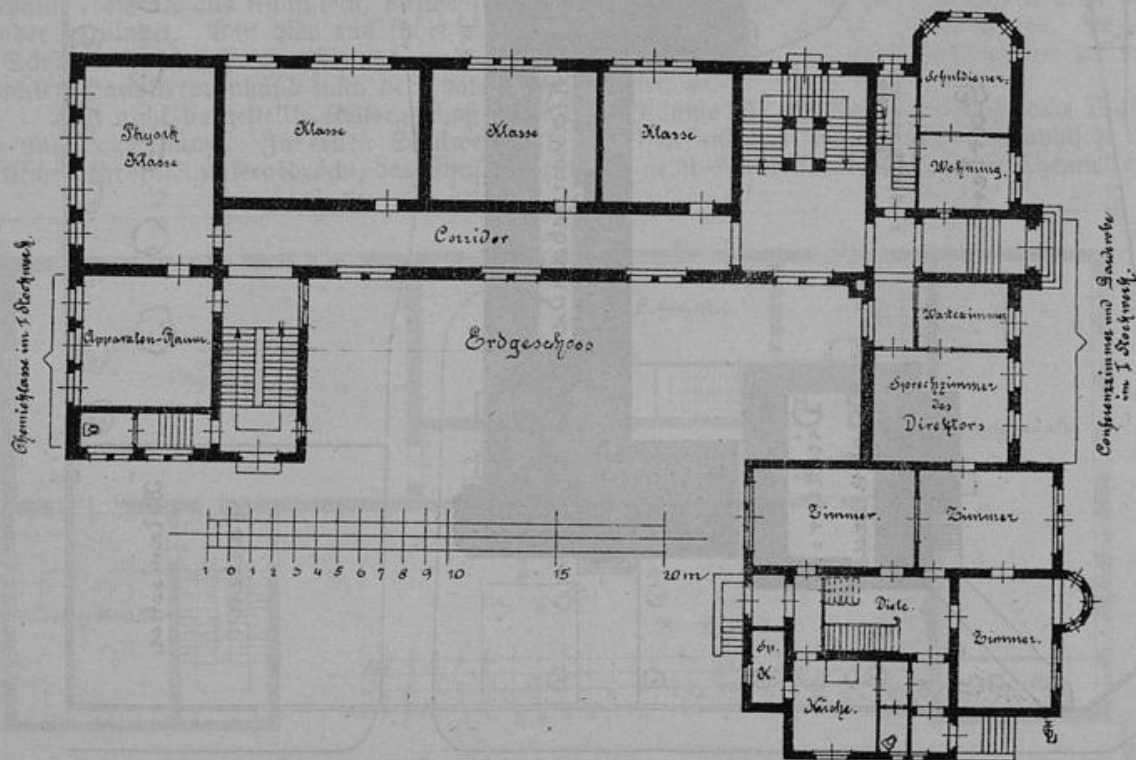 Schuldiener.
Wohnung.
Physik
Klasse
Klasse
Klasse
Klasse
Corridor
Chemieklasse im I Stockwerk.
Apparaten-Raum.
Erdgeschoss
Wartezimmer
Sprechzimmer
des
Direktors
Conferenzzimmer und Garderobe
im I Stockwerk.
Zimmer.
Zimmer
1 0 1 2 3 4 5 6 7 8 9 10 15 20 m
Diele.
Zimmer.
Sp.
K.
Küche.